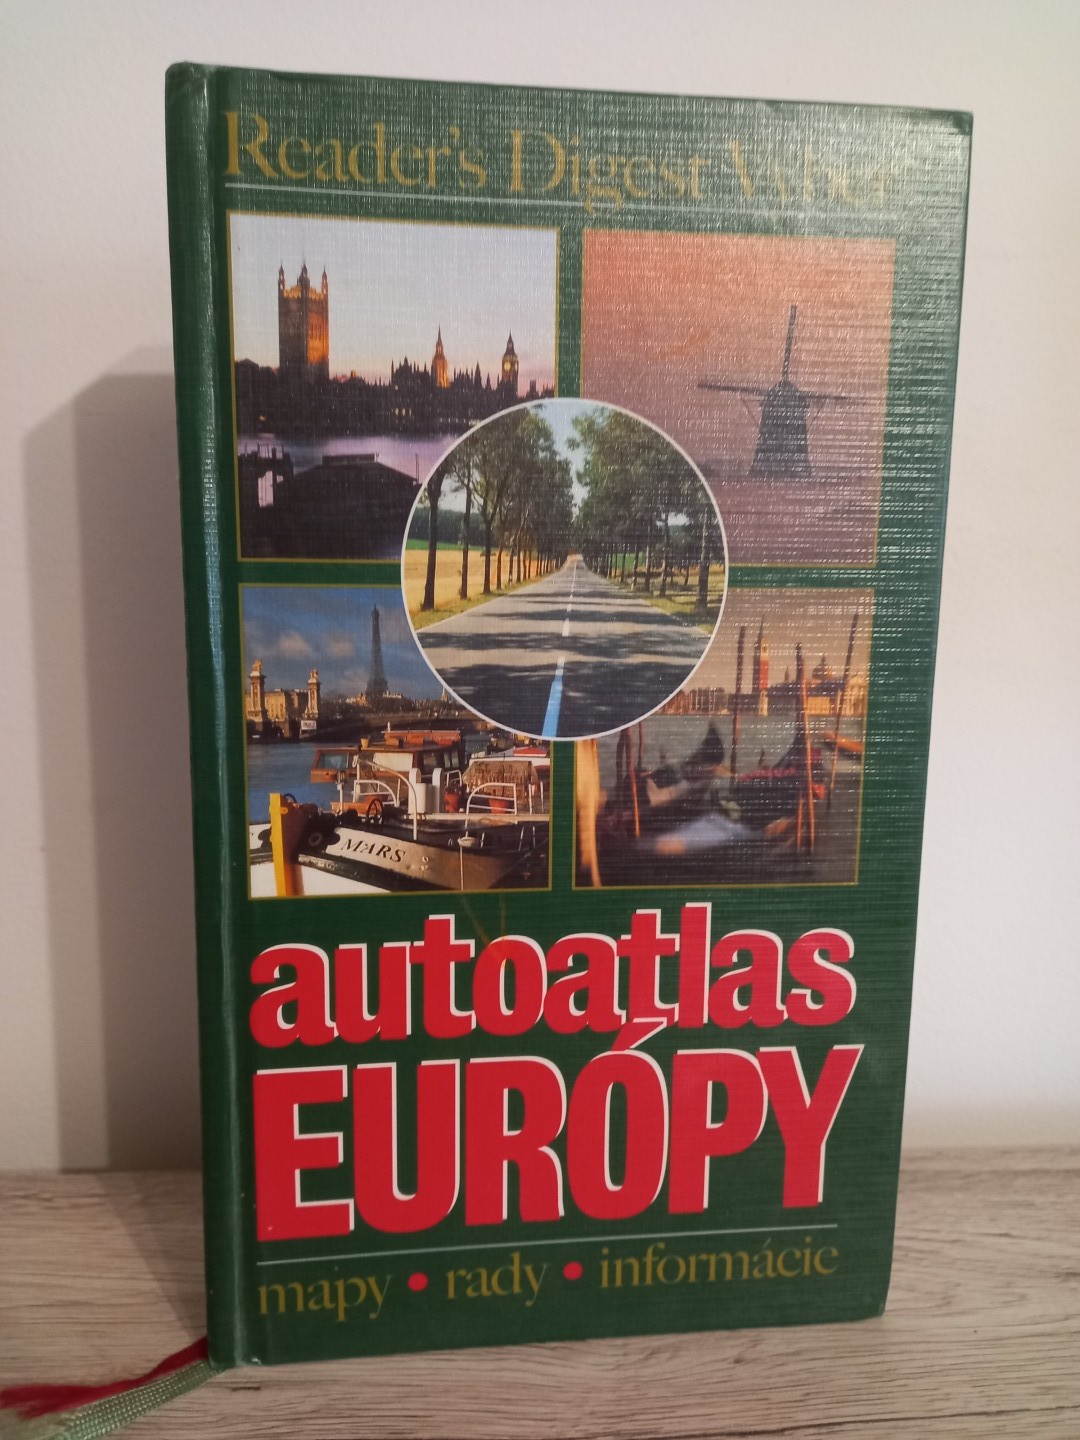 Reader's Digest Výber
MARS
autoatlas
EURÓPY
mapy • rady • informácie